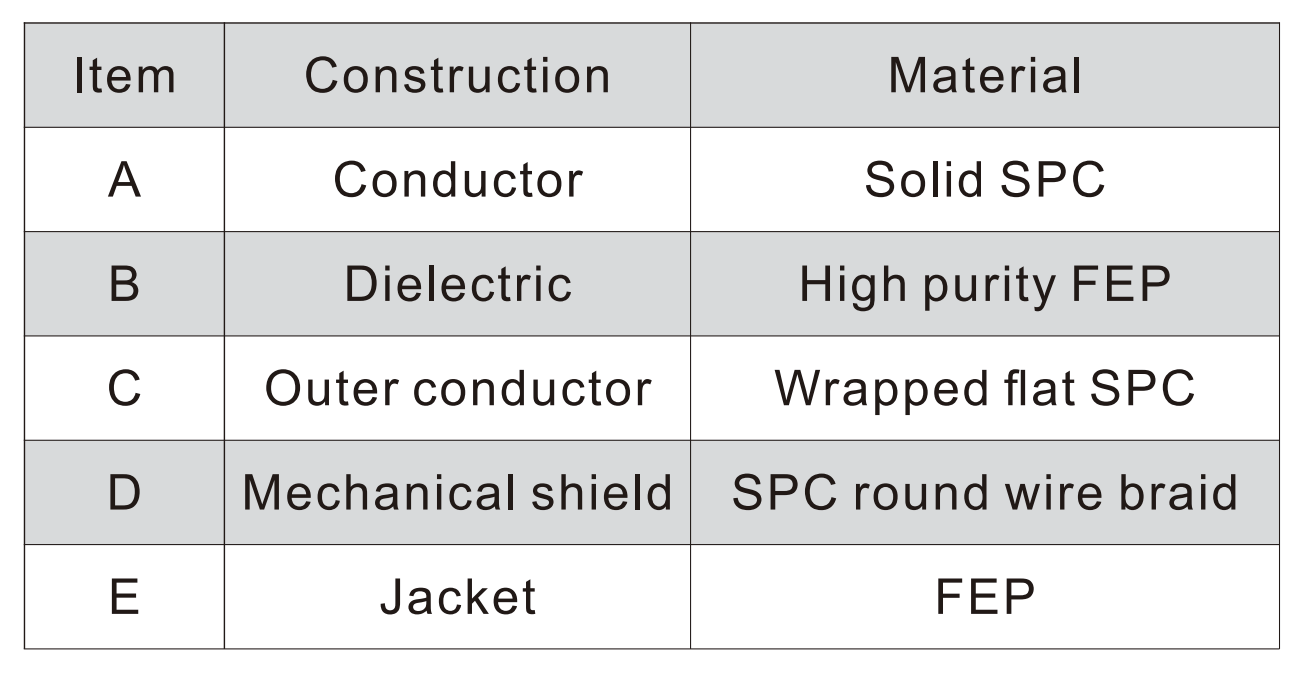 Item Construction Material
A Conductor Solid SPC
B Dielectric High purity FEP
C Outer conductor Wrapped flat SPC
D Mechanical shield SPC round wire braid
E Jacket FEP